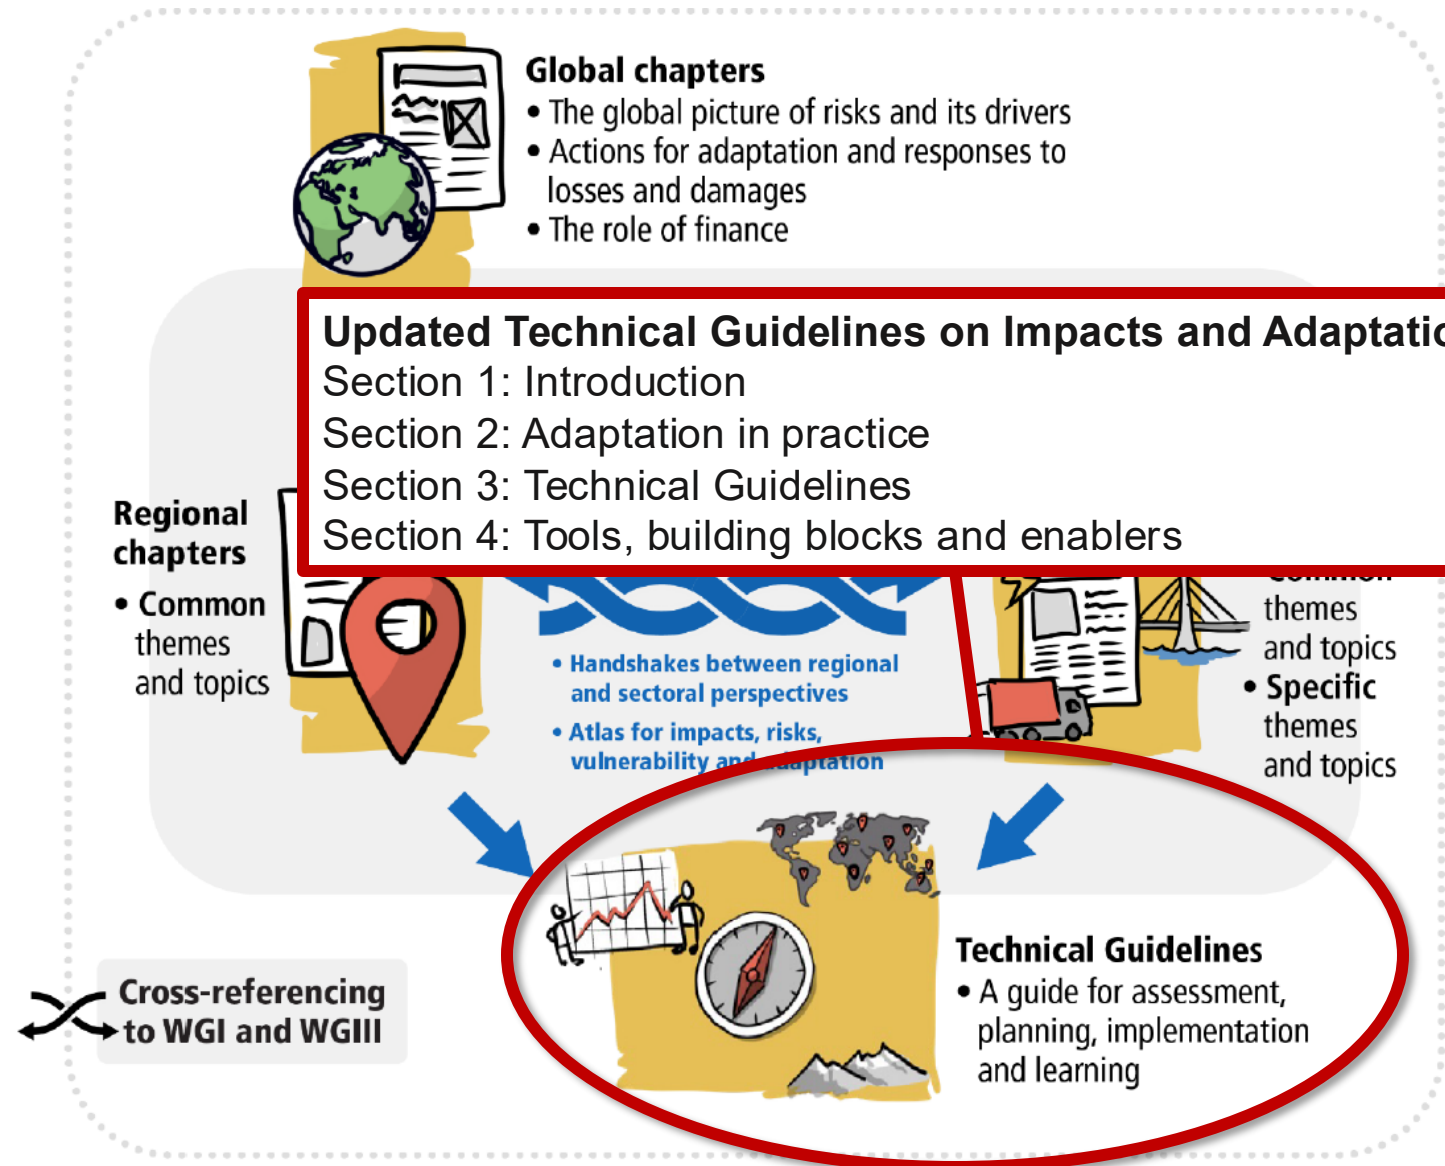 Global chapters
• The global picture of risks and its drivers
• Actions for adaptation and responses to
losses and damages
• The role of finance
Updated Technical Guidelines on Impacts and Adaptatio
Section 1: Introduction
Section 2: Adaptation in practice
Section 3: Technical Guidelines
Section 4: Tools, building blocks and enablers
Regional
chapters
• Common
themes
and topics
• Handshakes between regional
and sectoral perspectives
• Atlas for impacts, risks,
vulnerability and adaptation
Common
themes
and topics
• Specific
themes
and topics
Technical Guidelines
• A guide for assessment,
planning, implementation
and learning
Cross-referencing
to WGI and WGIII